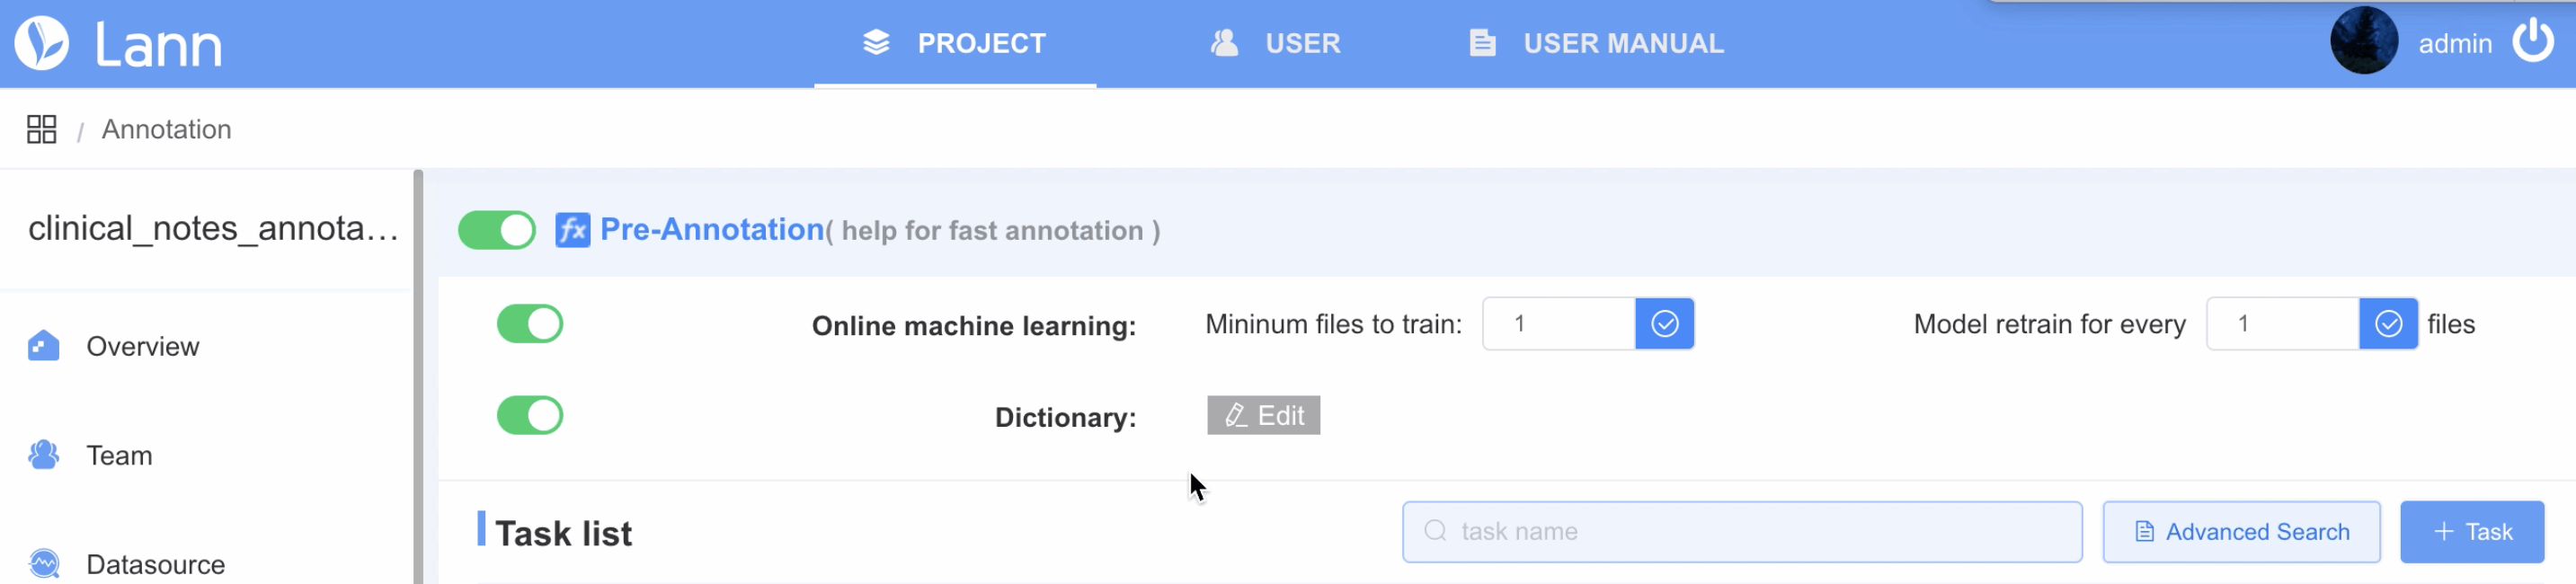 Lann PROJECT USER USER MANUAL admin
/ Annotation
clinical_notes_annota...
fx Pre-Annotation( help for fast annotation )
Online machine learning: Mininum files to train: 1 Model retrain for every 1 files
Dictionary: Edit
Overview
Team
Datasource
Task list task name Advanced Search + Task